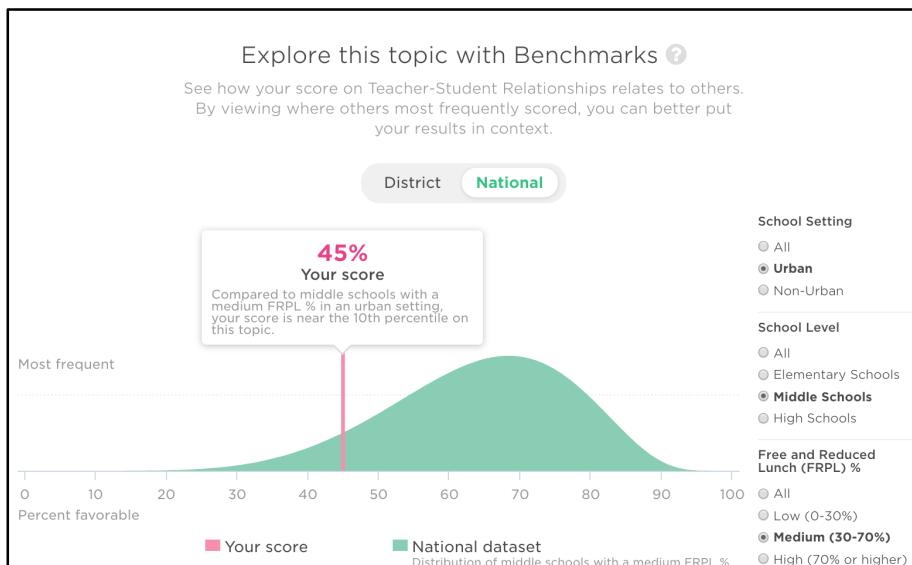 Explore this topic with Benchmarks ?
See how your score on Teacher-Student Relationships relates to others.
By viewing where others most frequently scored, you can better put
your results in context.
District National
45%
Your score
Compared to middle schools with a
medium FRPL % in an urban setting,
your score is near the 10th percentile on
this topic.
Most frequent
0 10 20 30 40 50 60 70 80 90 100
Percent favorable
Your score
National dataset
Distribution of middle schools with a medium FRPL %
School Setting
All
Urban
Non-Urban
School Level
All
Elementary Schools
Middle Schools
High Schools
Free and Reduced
Lunch (FRPL) %
All
Low (0-30%)
Medium (30-70%)
High (70% or higher)